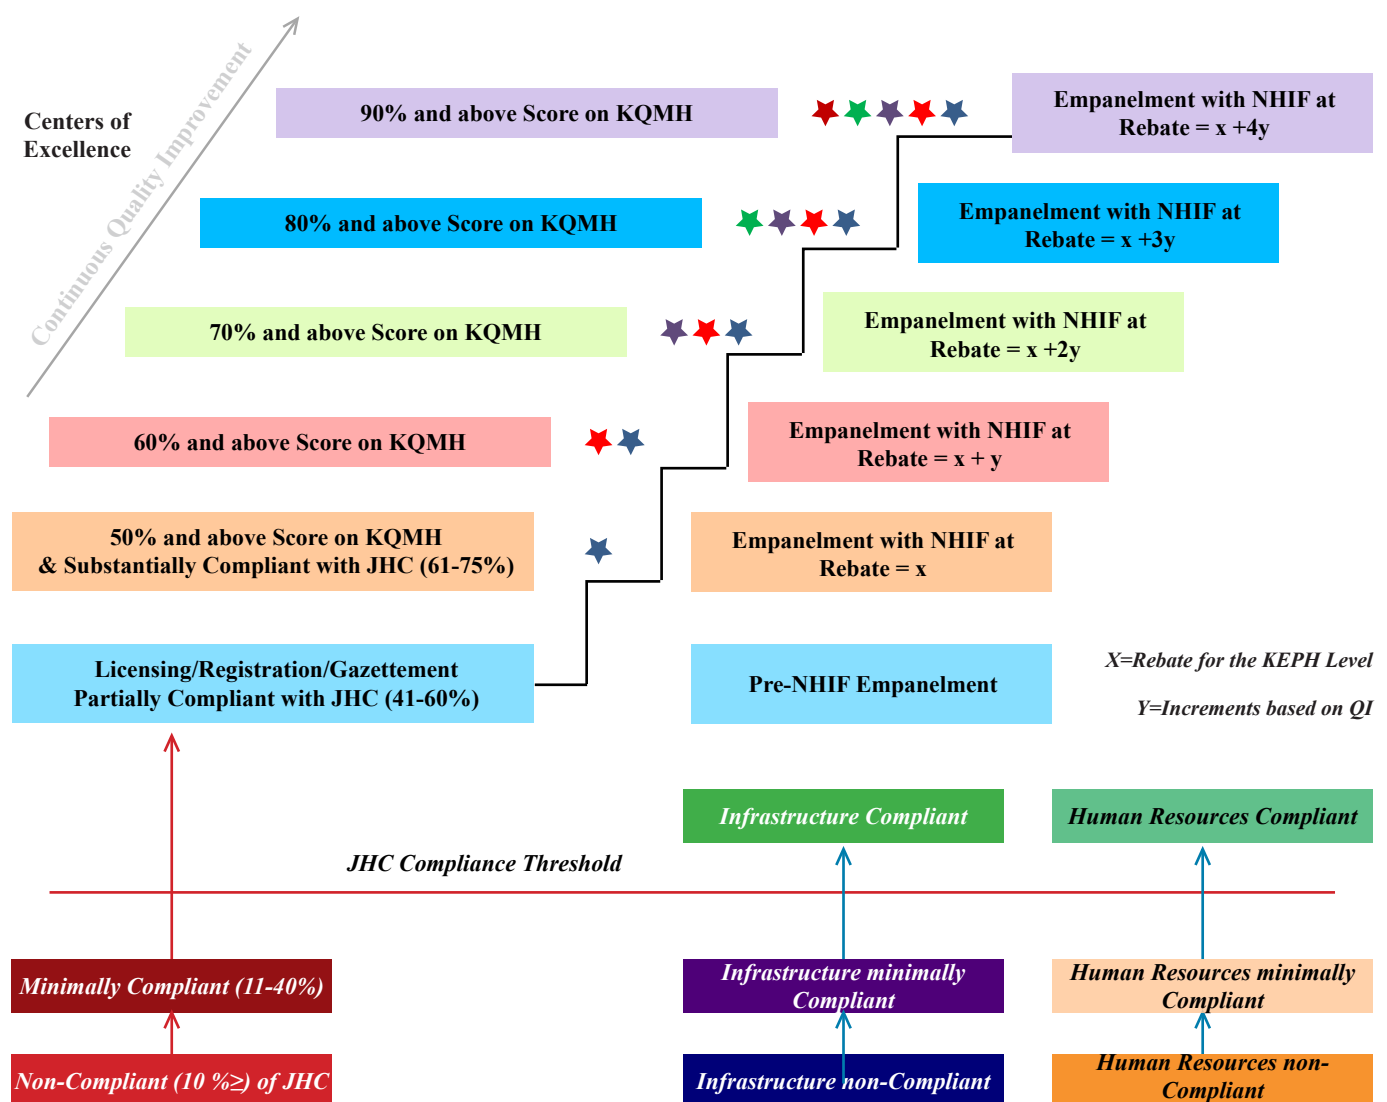 Continuous Quality Improvement
Centers of
Excellence
90% and above Score on KQMH
Empanelment with NHIF at
Rebate = x +4y
80% and above Score on KQMH
Empanelment with NHIF at
Rebate = x +3y
70% and above Score on KQMH
Empanelment with NHIF at
Rebate = x +2y
60% and above Score on KQMH
Empanelment with NHIF at
Rebate = x + y
50% and above Score on KQMH
& Substantially Compliant with JHC (61-75%)
Empanelment with NHIF at
Rebate = x
Licensing/Registration/Gazettement
Partially Compliant with JHC (41-60%)
Pre-NHIF Empanelment
X=Rebate for the KEPH Level
Y=Increments based on QI
Infrastructure Compliant
Human Resources Compliant
JHC Compliance Threshold
Minimally Compliant (11-40%)
Infrastructure minimally
Compliant
Human Resources minimally
Compliant
Non-Compliant (10 %≥) of JHC
Infrastructure non-Compliant
Human Resources non-
Compliant